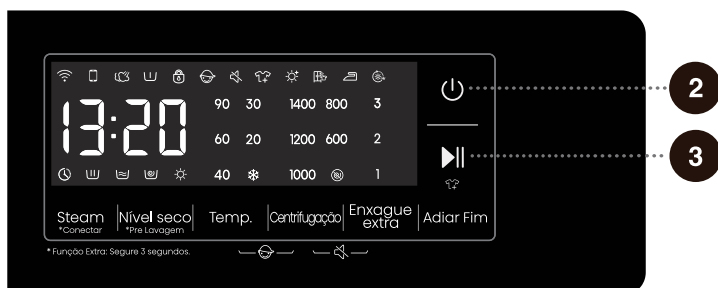 13:20
90 30 1400 800 3
60 20 1200 600 2
40 1000 1
2
3
Steam
*Conectar
Nível seco
*Pre Lavagem
Temp.
Centrifugação
Enxague
extra
Adiar Fim
* Função Extra: Segure 3 segundos.